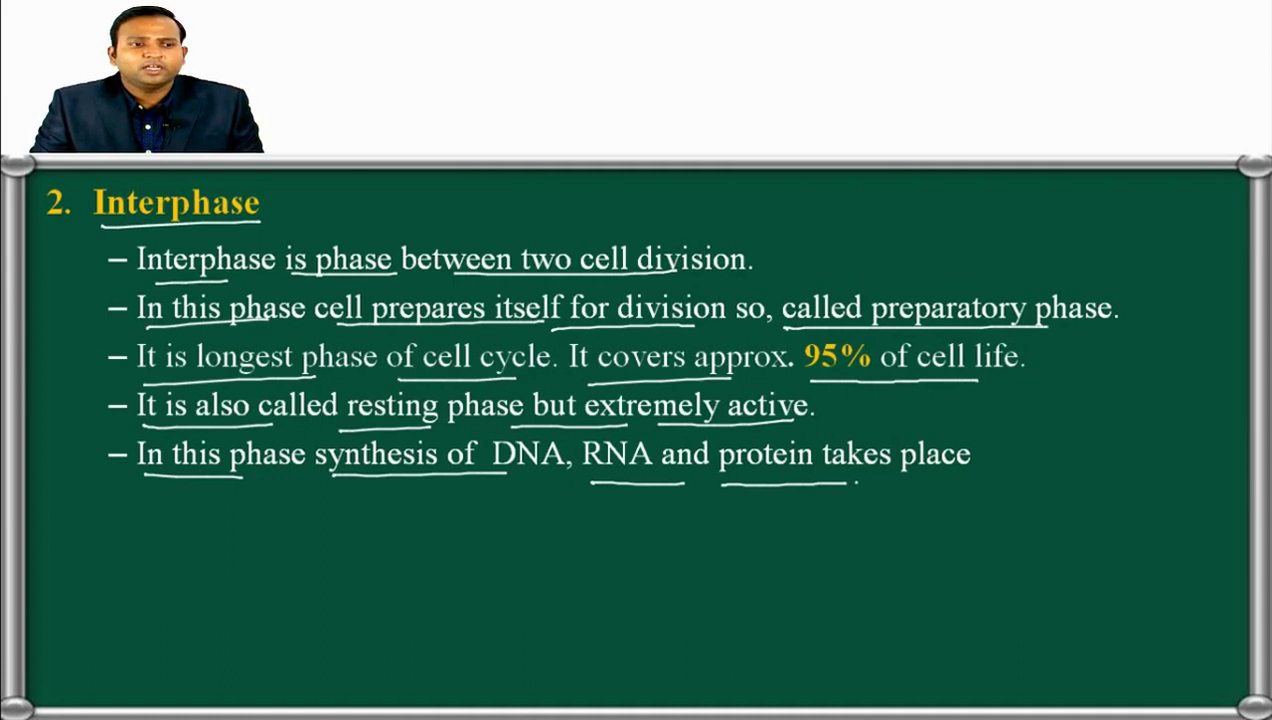 2. Interphase
– Interphase is phase between two cell division.
– In this phase cell prepares itself for division so, called preparatory phase.
– It is longest phase of cell cycle. It covers approx. 95% of cell life.
– It is also called resting phase but extremely active.
– In this phase synthesis of DNA, RNA and protein takes place